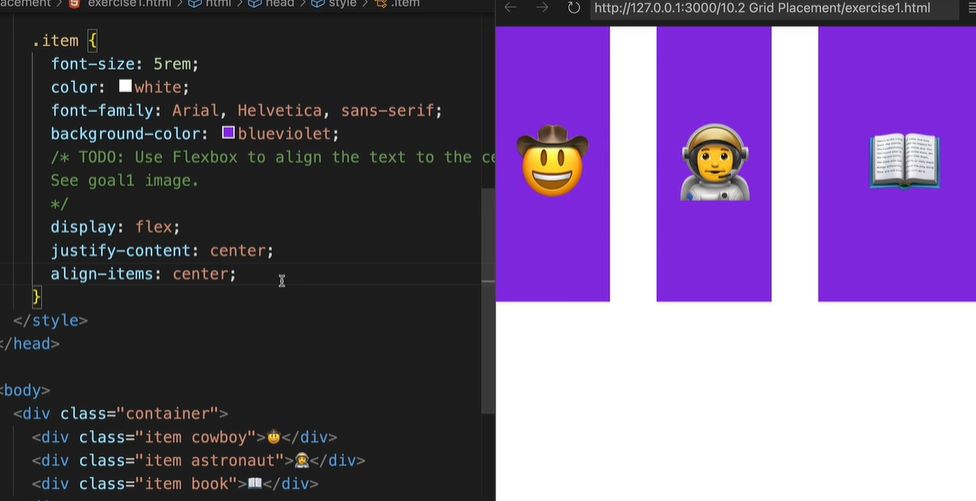 acement > exercise1.html > html > head > style > .item
http://127.0.0.1:3000/10.2 Grid Placement/exercise1.html
.item {
font-size: 5rem;
color: white;
font-family: Arial, Helvetica, sans-serif;
background-color: blueviolet;
/* TODO: Use Flexbox to align the text to the ce
See goal1 image.
*/
display: flex;
justify-content: center;
align-items: center;
}
</style>
</head>
<body>
<div class="container">
<div class="item cowboy">🤠</div>
<div class="item astronaut">🧑‍🚀</div>
<div class="item book">📖</div>